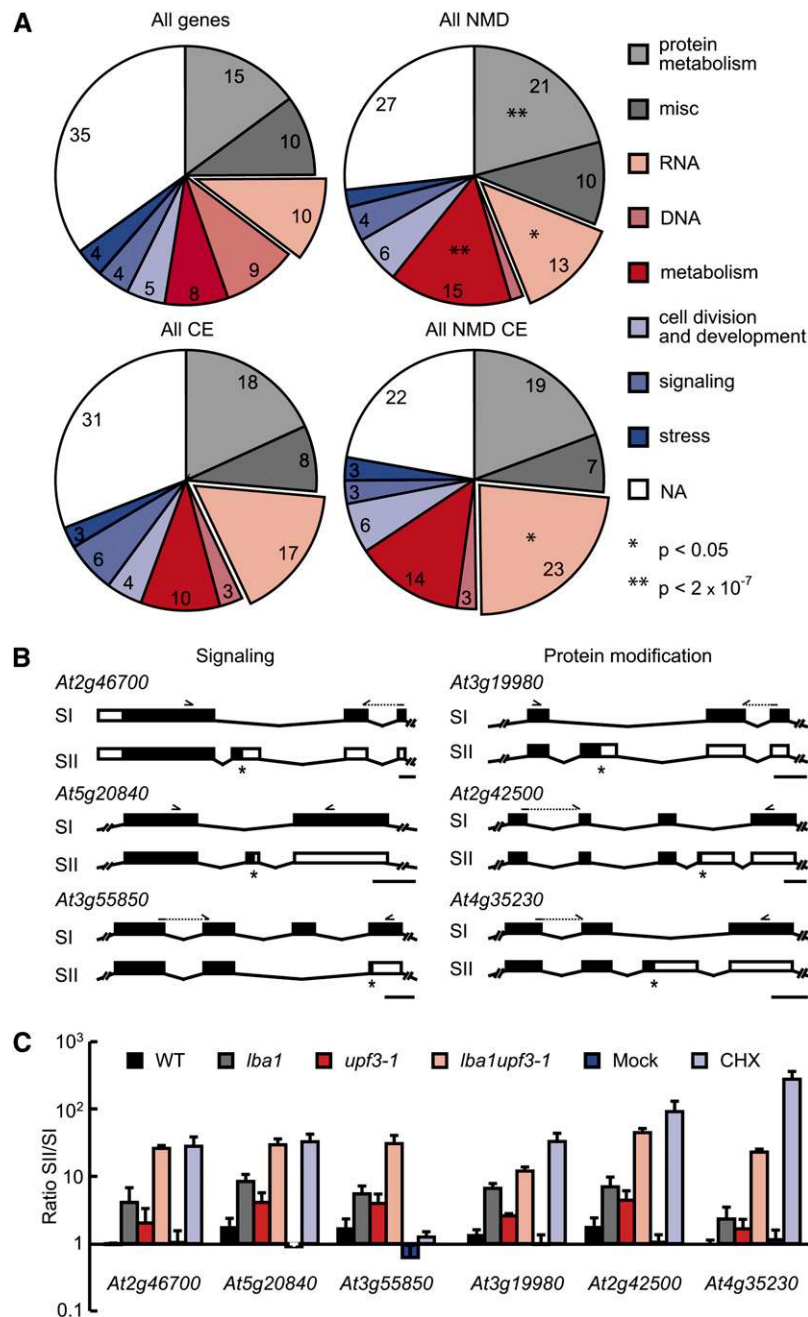 A
All genes
All NMD
15
10
10
9
8
5
4
4
35
21
**
10
*
13
**
15
6
4
27
protein
metabolism
misc
RNA
DNA
metabolism
cell division
and development
signaling
stress
NA
* p < 0.05
** p < 2 x 10-7
All CE
All NMD CE
18
8
17
3
10
4
6
3
31
19
7
*
23
3
14
6
3
3
22
B
Signaling
Protein modification
At2g46700
SI
SII
*
At5g20840
SI
SII
*
At3g55850
SI
SII
*
At3g19980
SI
SII
*
At2g42500
SI
SII
*
At4g35230
SI
SII
*
C
Ratio SII/SI
10³
10²
10
1
0.1
WT lba1 upf3-1 lba1upf3-1 Mock CHX
At2g46700 At5g20840 At3g55850 At3g19980 At2g42500 At4g35230